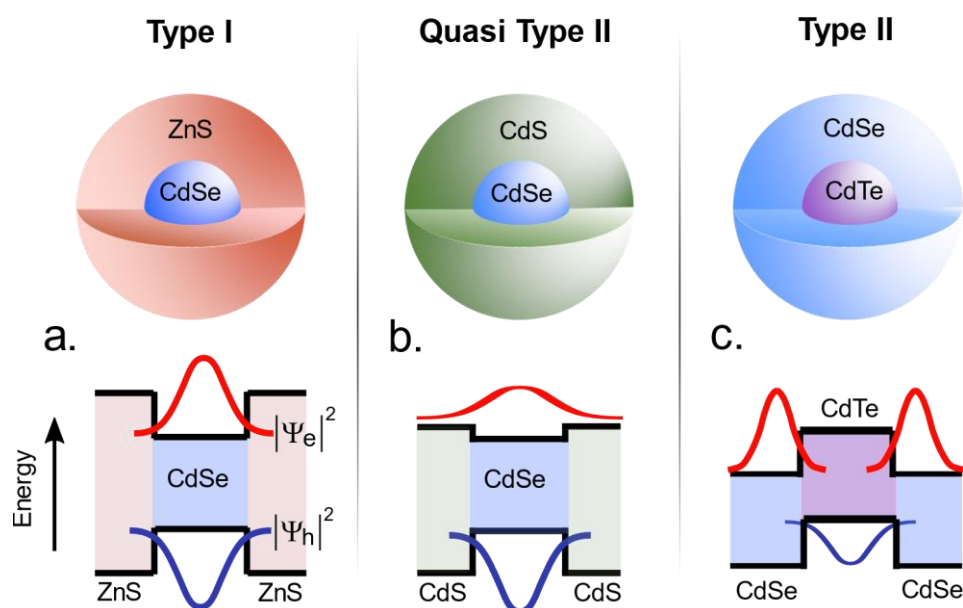 Type I
Quasi Type II
Type II
ZnS
CdSe
CdS
CdSe
CdSe
CdTe
a.
b.
c.
Energy
|Ψe|²
CdSe
|Ψh|²
ZnS
ZnS
CdSe
CdS
CdS
CdTe
CdSe
CdSe